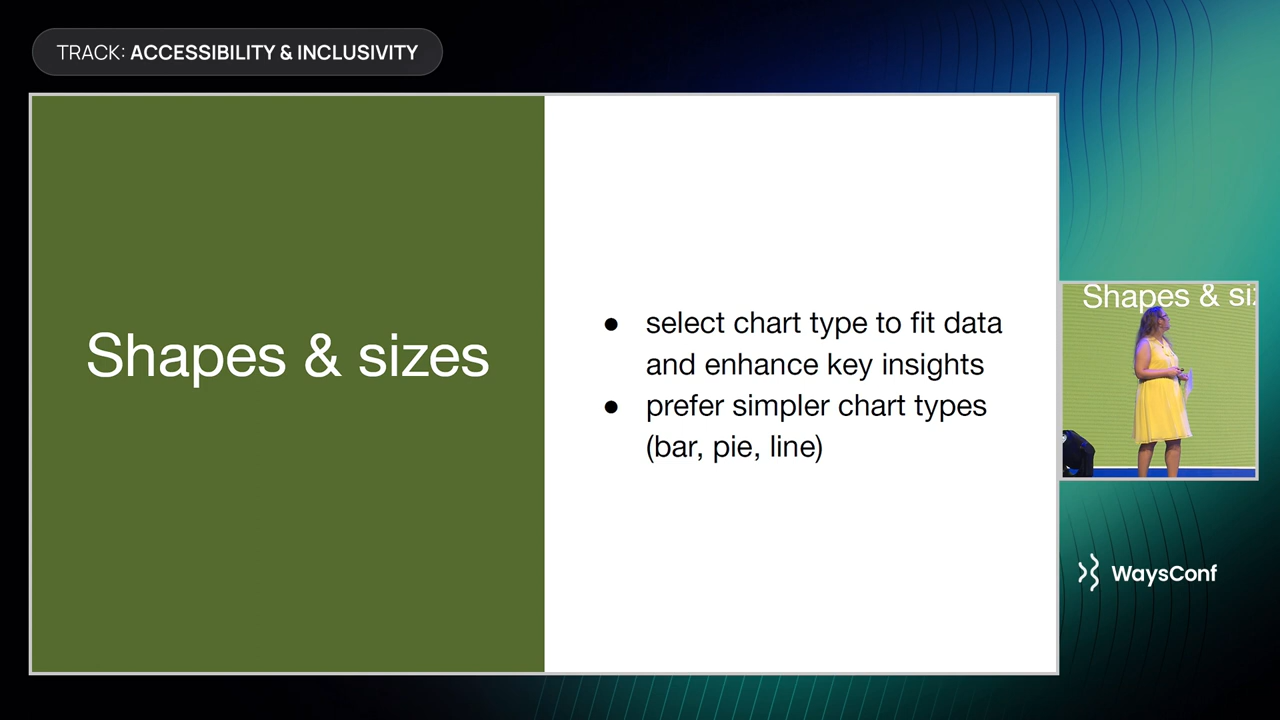 TRACK: ACCESSIBILITY & INCLUSIVITY
Shapes & sizes
● select chart type to fit data
and enhance key insights
● prefer simpler chart types
(bar, pie, line)
Shapes & si
WaysConf